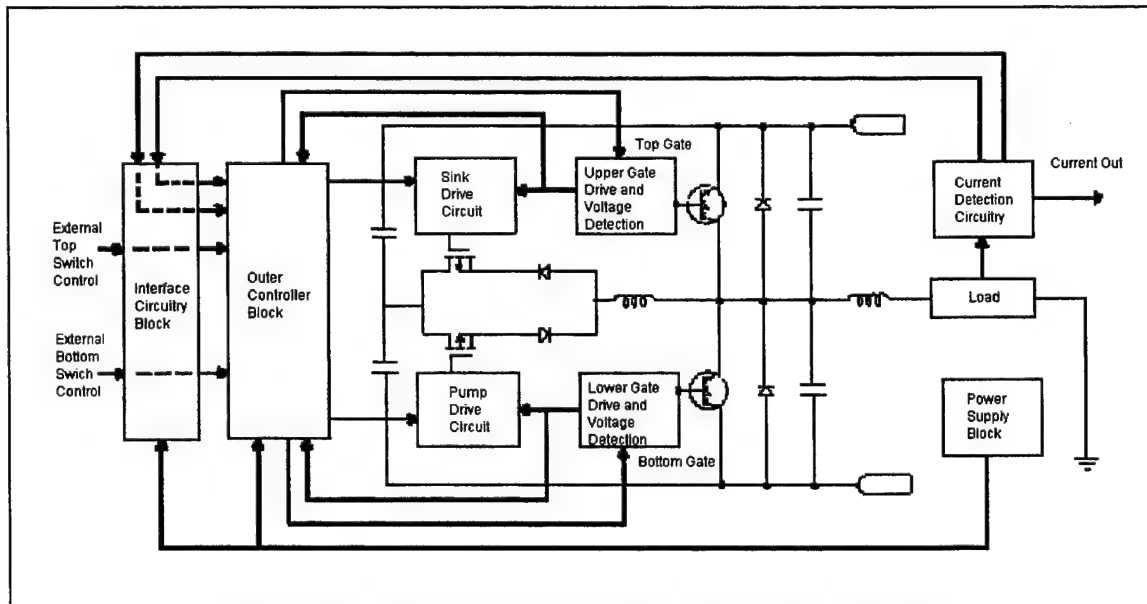 Top Gate
Sink
Drive
Circuit
Upper Gate
Drive and
Voltage
Detection
Current
Detection
Circuitry
Current Out
External
Top
Switch
Control
Interface
Circuitry
Block
Outer
Controller
Block
Load
External
Bottom
Swich
Control
Pump
Drive
Circuit
Lower Gate
Drive and
Voltage
Detection
Bottom Gate
Power
Supply
Block